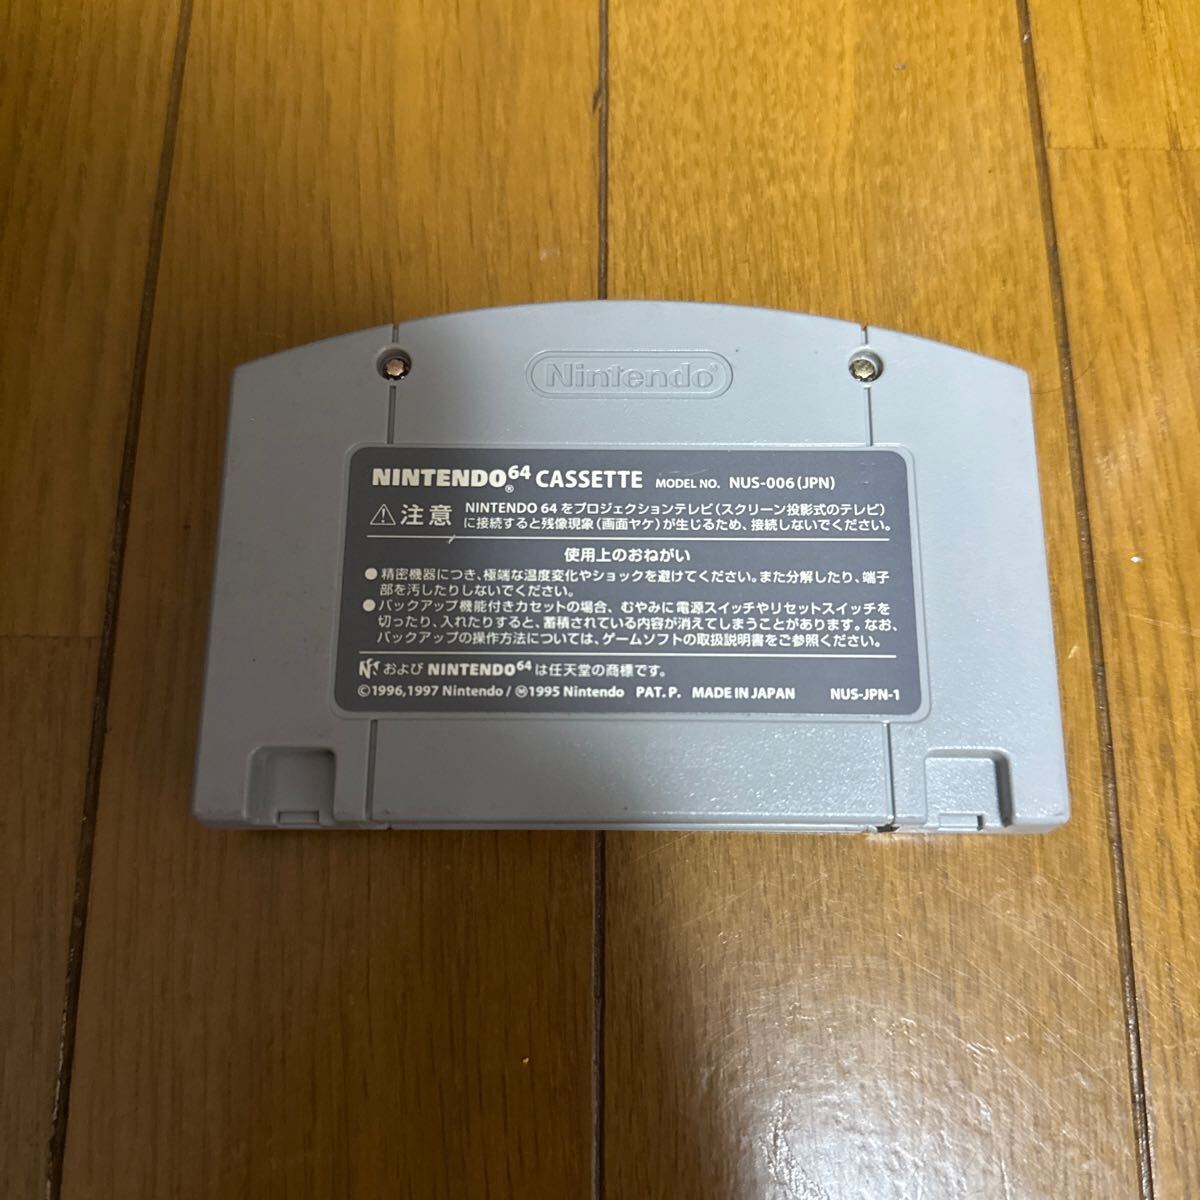 Nintendo®
NINTENDO64® CASSETTE MODEL NO. NUS-006(JPN)
⚠注意 NINTENDO 64をプロジェクションテレビ(スクリーン投影式のテレビ)
に接続すると残像現象(画面ヤケ)が生じるため、接続しないでください。
使用上のおねがい
●精密機器につき、極端な温度変化やショックを避けてください。また分解したり、端子
部を汚したりしないでください。
●バックアップ機能付きカセットの場合、むやみに電源スイッチやリセットスイッチを
切ったり、入れたりすると、蓄積されている内容が消えてしまうことがあります。なお、
バックアップの操作方法については、ゲームソフトの取扱説明書をご参照ください。
および NINTENDO64 は任天堂の商標です。
©1996,1997 Nintendo/Ⓜ1995 Nintendo PAT.P. MADE IN JAPAN NUS-JPN-1